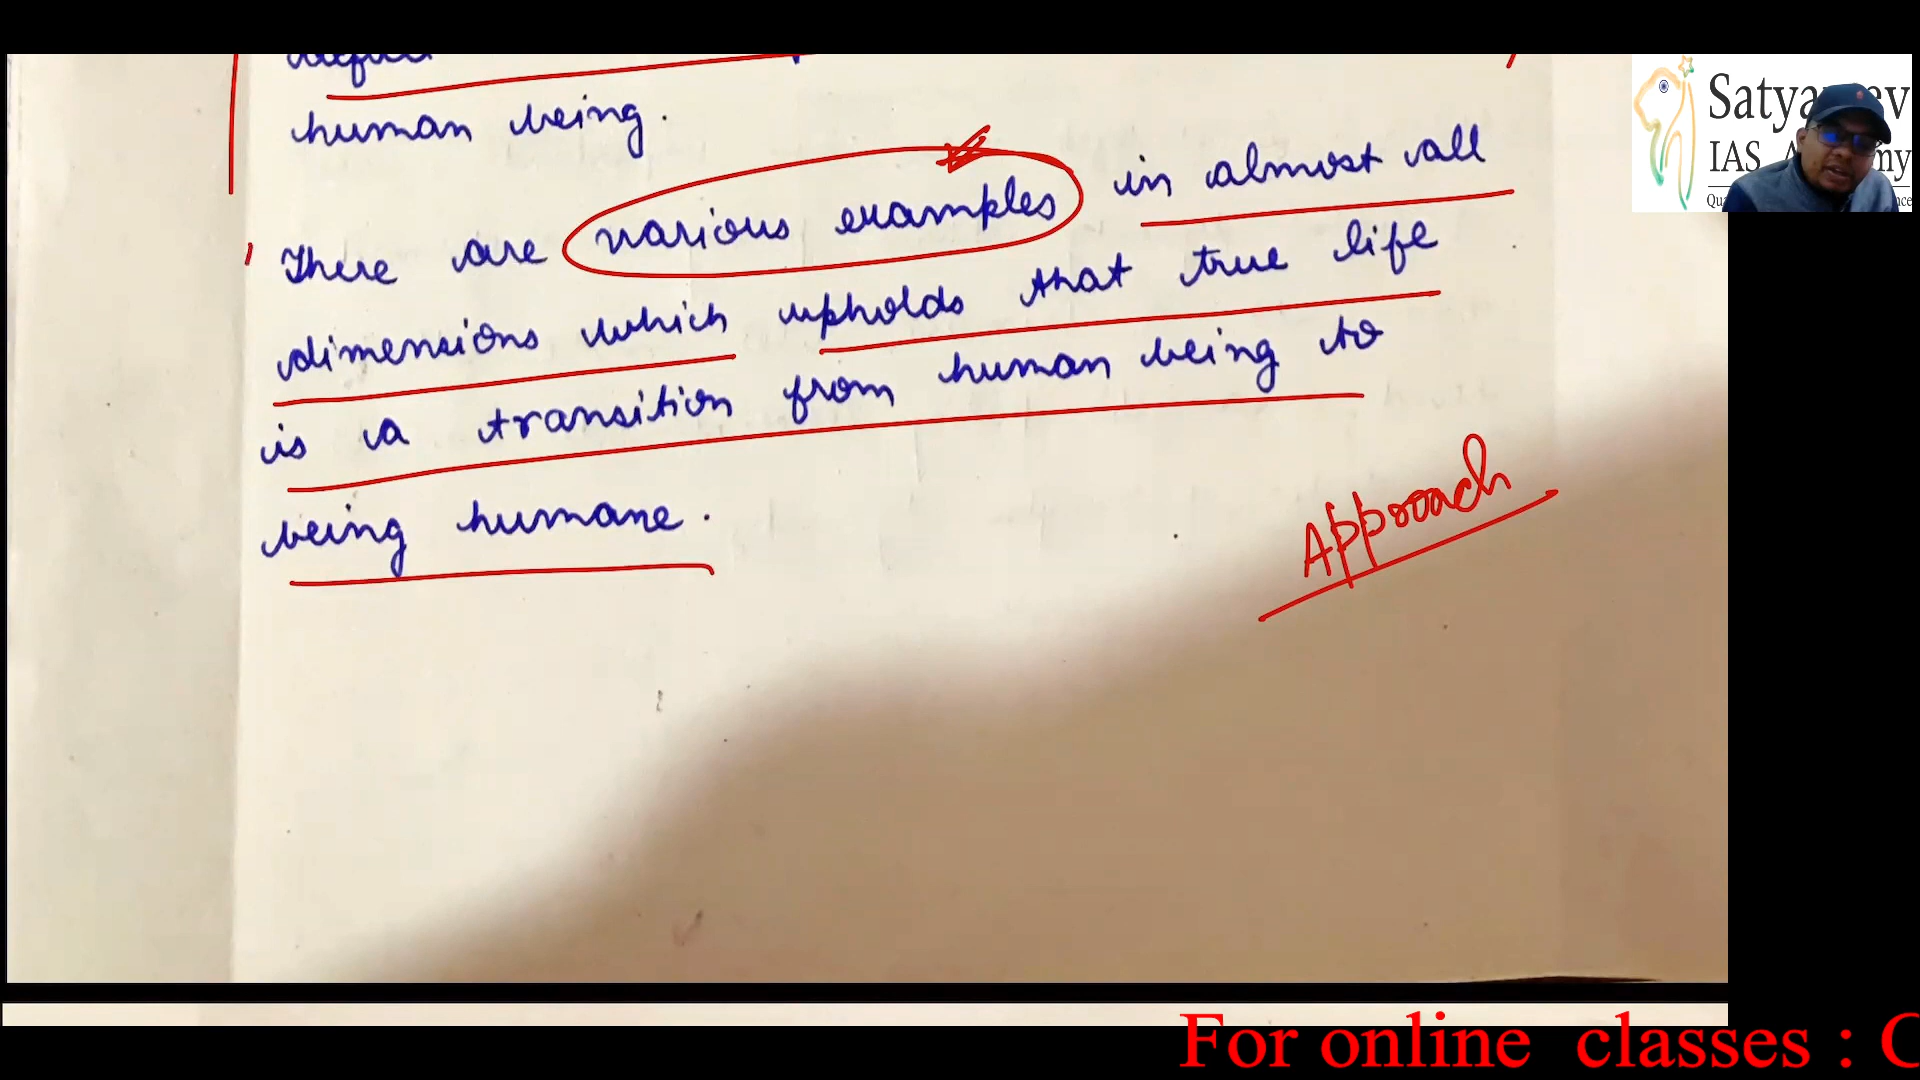 human being.
There are various examples in almost all
dimensions which upholds that true life
is a transition from human being to
being humane.
Approach
IAS
For online classes :